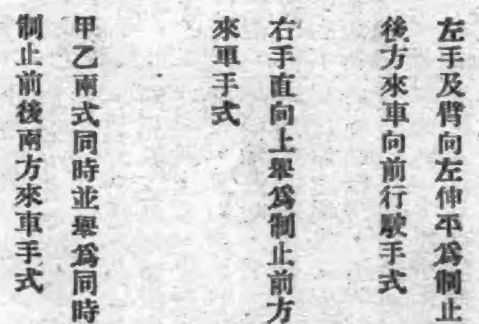 左手及臂向左伸平爲制止
後方來車向前行駛手式
右手直向上舉爲制止前方
來車手式
甲乙兩式同時並舉爲同時
制止前後兩方來車手式